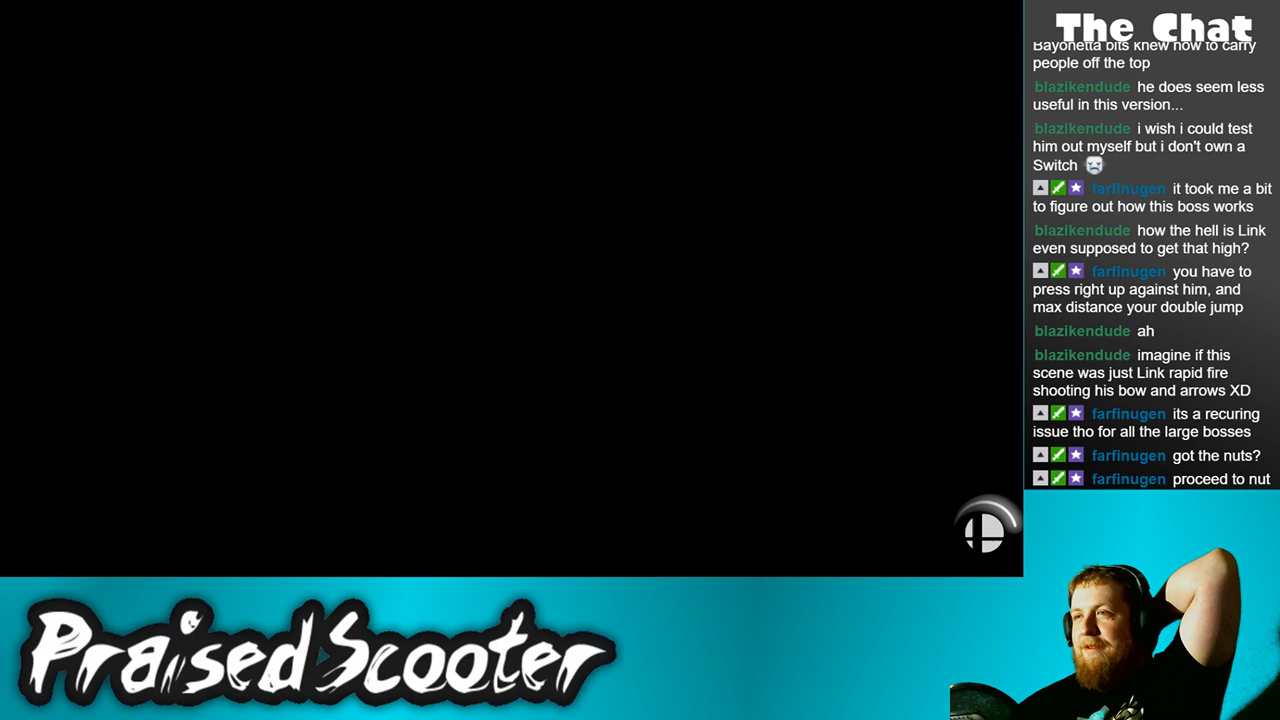 The Chat
Bayonetta bits knew how to carry
people off the top
blazikendude he does seem less
useful in this version...
blazikendude i wish i could test
him out myself but i don't own a
Switch
farfinugen it took me a bit
to figure out how this boss works
blazikendude how the hell is Link
even supposed to get that high?
farfinugen you have to
press right up against him, and
max distance your double jump
blazikendude ah
blazikendude imagine if this
scene was just Link rapid fire
shooting his bow and arrows XD
farfinugen its a recuring
issue tho for all the large bosses
farfinugen got the nuts?
farfinugen proceed to nut
PraisedScooter